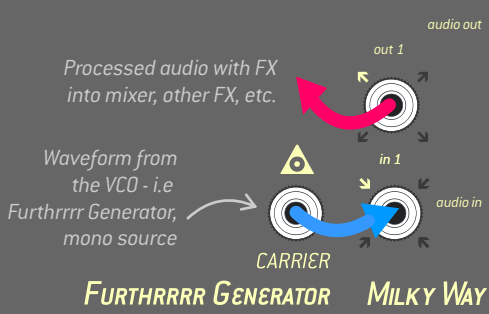 audio out
out 1
Processed audio with FX
into mixer, other FX, etc.
Waveform from
the VCO - i.e
Furthrrrr Generator,
mono source
in 1
audio in
CARRIER
FURTHRRRR GENERATOR
MILKY WAY